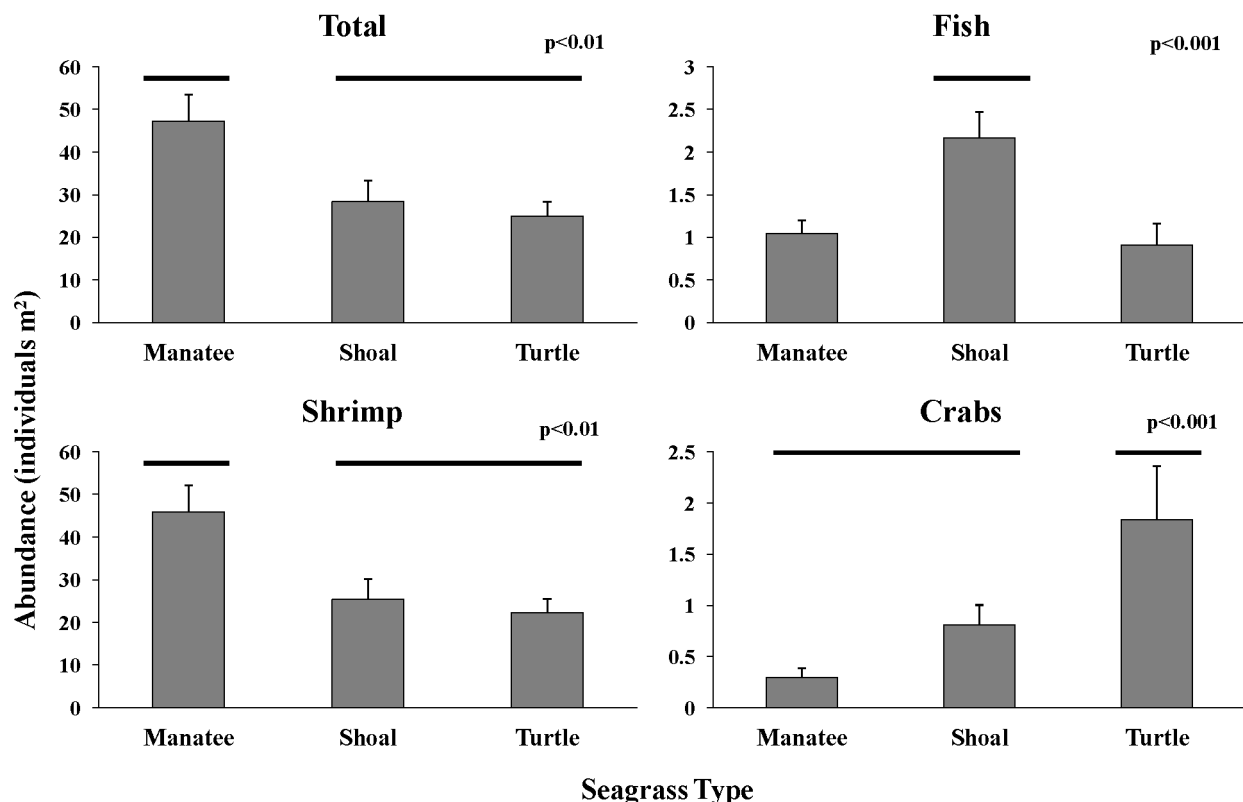 Total
p<0.01
60
50
40
30
20
10
0
Manatee Shoal Turtle
Fish
p<0.001
3
2.5
2
1.5
1
0.5
0
Manatee Shoal Turtle
Shrimp
p<0.01
60
50
40
30
20
10
0
Manatee Shoal Turtle
Crabs
p<0.001
2.5
2
1.5
1
0.5
0
Manatee Shoal Turtle
Abundance (individuals m²)
Seagrass Type